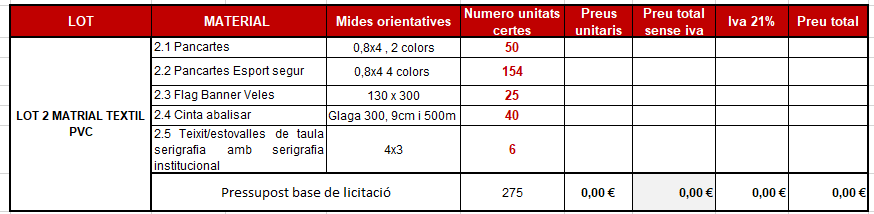 LOT MATERIAL Mides orientatives Numero unitats certes Preus unitaris Preu total sense iva Iva 21% Preu total
LOT 2 MATRIAL TEXTIL PVC
2.1 Pancartes 0,8x4 , 2 colors 50
2.2 Pancartes Esport segur 0,8x4 4 colors 154
2.3 Flag Banner Veles 130 x 300 25
2.4 Cinta abalisar Glaga 300, 9cm i 500m 40
2.5 Teixit/estovalles de taula serigrafia amb serigrafia institucional 4x3 6
Pressupost base de licitació 275 0,00 € 0,00 € 0,00 € 0,00 €